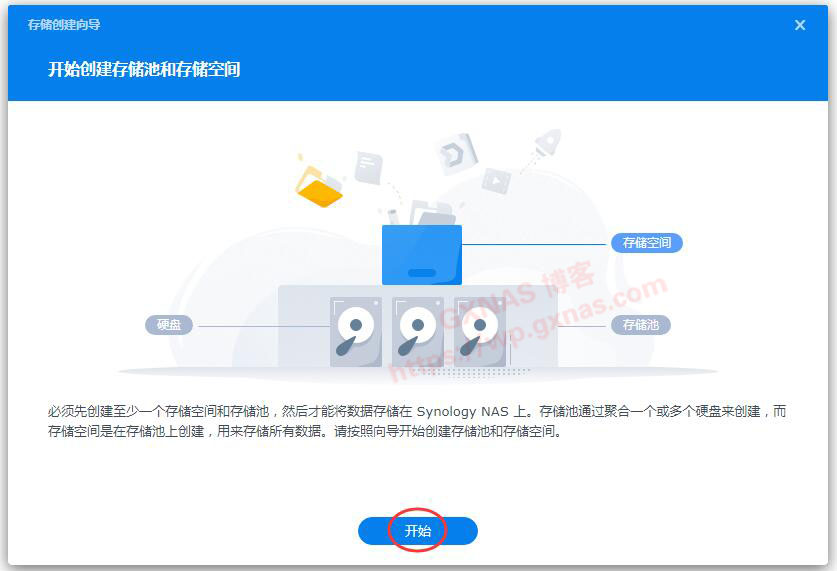 存储创建向导
开始创建存储池和存储空间
存储空间
硬盘
存储池
GXNAS 博客
https://wp.gxnas.com
必须先创建至少一个存储空间和存储池，然后才能将数据存储在 Synology NAS 上。存储池通过聚合一个或多个硬盘来创建，而
存储空间是在存储池上创建，用来存储所有数据。请按照向导开始创建存储池和存储空间。
开始